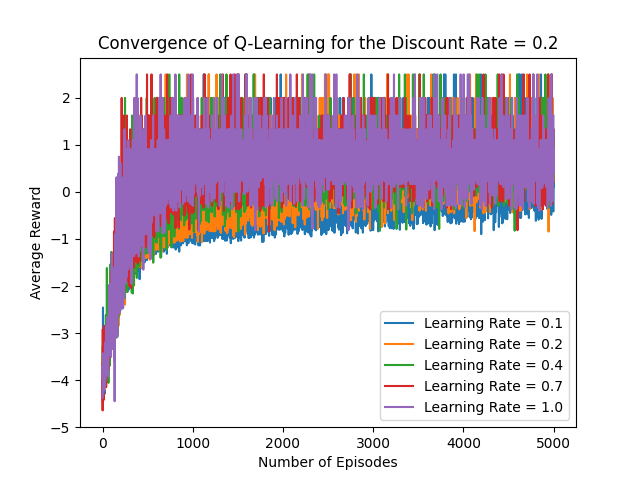 Convergence of Q-Learning for the Discount Rate = 0.2
Average Reward
2
1
0
−1
−2
−3
−4
−5
0
1000
2000
3000
4000
5000
Number of Episodes
Learning Rate = 0.1
Learning Rate = 0.2
Learning Rate = 0.4
Learning Rate = 0.7
Learning Rate = 1.0